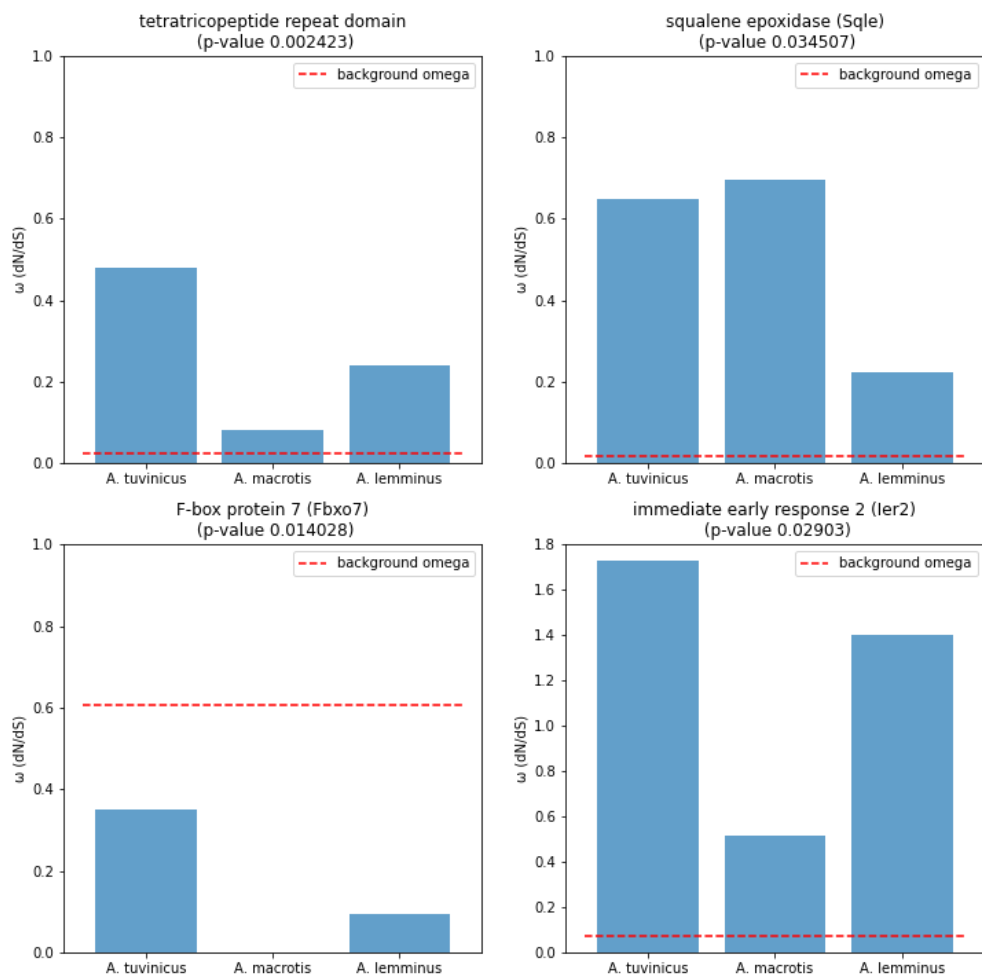 tetratricopeptide repeat domain
(p-value 0.002423)
1.0
0.8
0.6
0.4
0.2
0.0
ω (dN/dS)
background omega
A. tuvinicus
A. macrotis
A. lemminus
squalene epoxidase (Sqle)
(p-value 0.034507)
1.0
0.8
0.6
0.4
0.2
0.0
ω (dN/dS)
background omega
A. tuvinicus
A. macrotis
A. lemminus
F-box protein 7 (Fbxo7)
(p-value 0.014028)
1.0
0.8
0.6
0.4
0.2
0.0
ω (dN/dS)
background omega
A. tuvinicus
A. macrotis
A. lemminus
immediate early response 2 (Ier2)
(p-value 0.02903)
1.8
1.4
1.2
1.0
1.2
0.8
0.4
0.2
0.0
ω (dN/dS)
background omega
A. tuvinicus
A. macrotis
A. lemminus